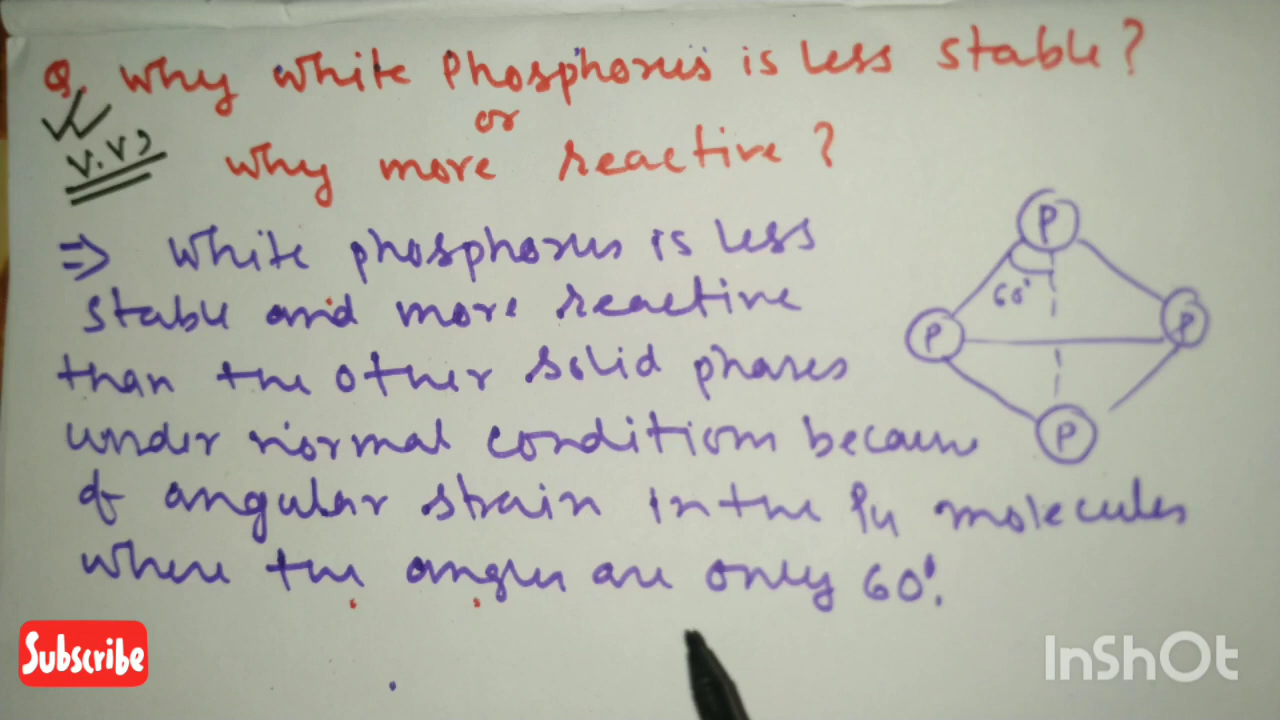 Q. Why white Phosphorus is less stable?
or
V.V,
why more reactive?
⇒ White phosphorus is less
stable and more reactive
than the other solid phases
under normal conditions because
of angular strain in the P4 molecules
where the angles are only 60°.
P
60°
P
P
P
Subscribe
InShOt